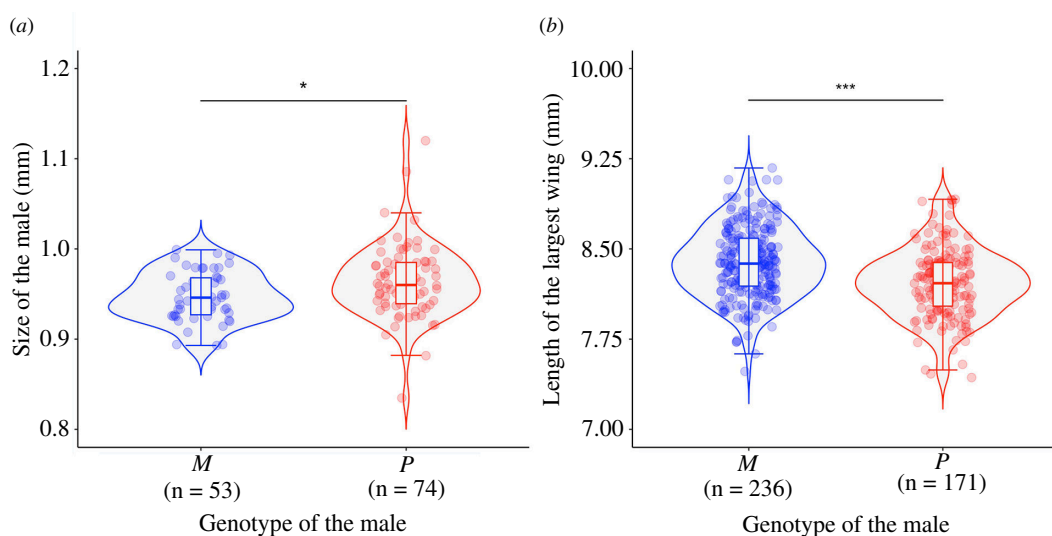 (a)
Size of the male (mm)
1.2
1.1
1.0
0.9
0.8
*
M
P
(n = 53)
(n = 74)
Genotype of the male
(b)
Length of the largest wing (mm)
10.00
9.25
8.50
7.75
7.00
***
M
P
(n = 236)
(n = 171)
Genotype of the male